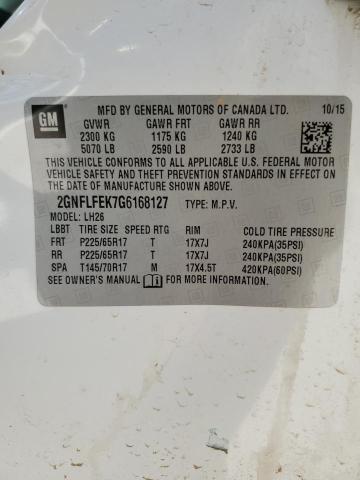 GM
MFD BY GENERAL MOTORS OF CANADA LTD. 10/15
GVWR GAWR FRT GAWR RR
2300 KG 1175 KG 1240 KG
5070 LB 2590 LB 2733 LB
THIS VEHICLE CONFORMS TO ALL APPLICABLE U.S. FEDERAL MOTOR
VEHICLE SAFETY, BUMPER, AND THEFT PREVENTION STANDARDS
IN EFFECT ON THE DATE OF MANUFACTURE SHOWN ABOVE.
2GNFLFEK7G6168127 TYPE: M.P.V.
MODEL: LH26
LBBT TIRE SIZE SPEED RTG RIM COLD TIRE PRESSURE
FRT P225/65R17 T 17X7J 240KPA(35PSI)
RR P225/65R17 T 17X7J 240KPA(35PSI)
SPA T145/70R17 M 17X4.5T 420KPA(60PSI)
SEE OWNER'S MANUAL FOR ADDITIONAL INFORMATION.